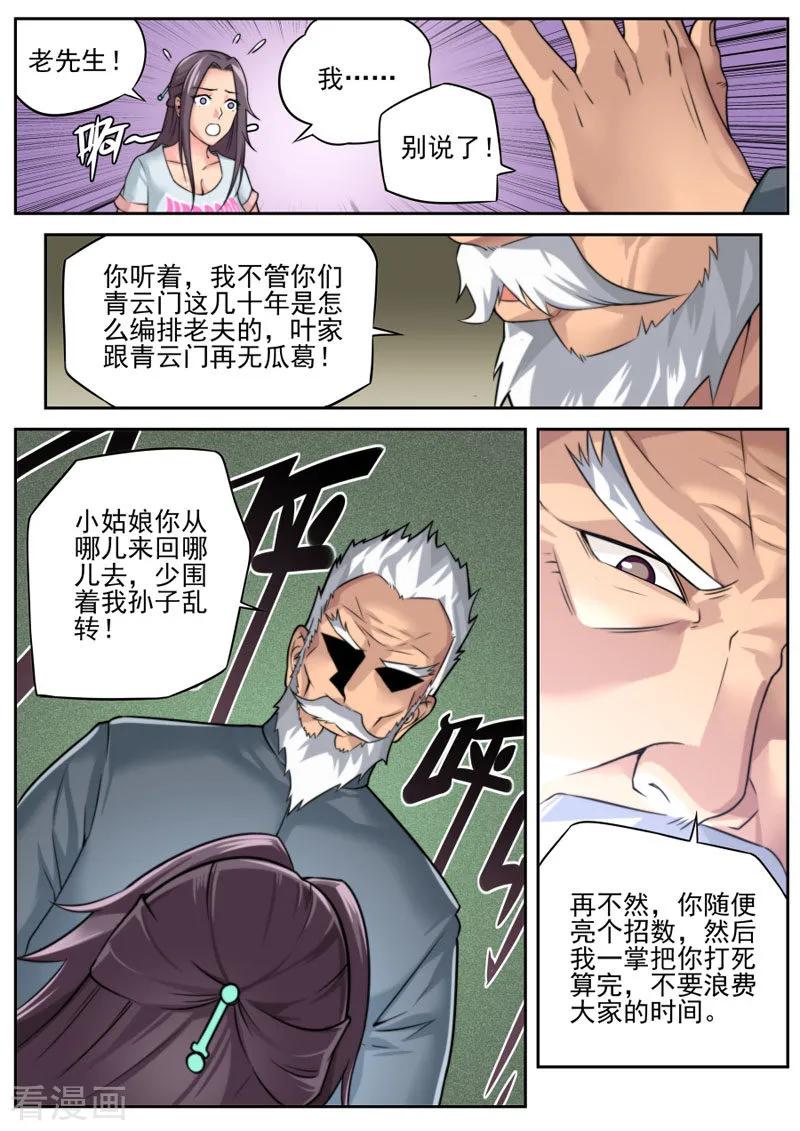 老先生！
我……
别说了！
啊～
你听着，我不管你们
青云门这几十年是怎
么编排老夫的，叶家
跟青云门再无瓜葛！
小姑娘你从
哪儿来回哪
儿去，少围
着我孙子乱
转！
呼
呼
再不然，你随便
亮个招数，然后
我一掌把你打死
算完，不要浪费
大家的时间。
看漫画